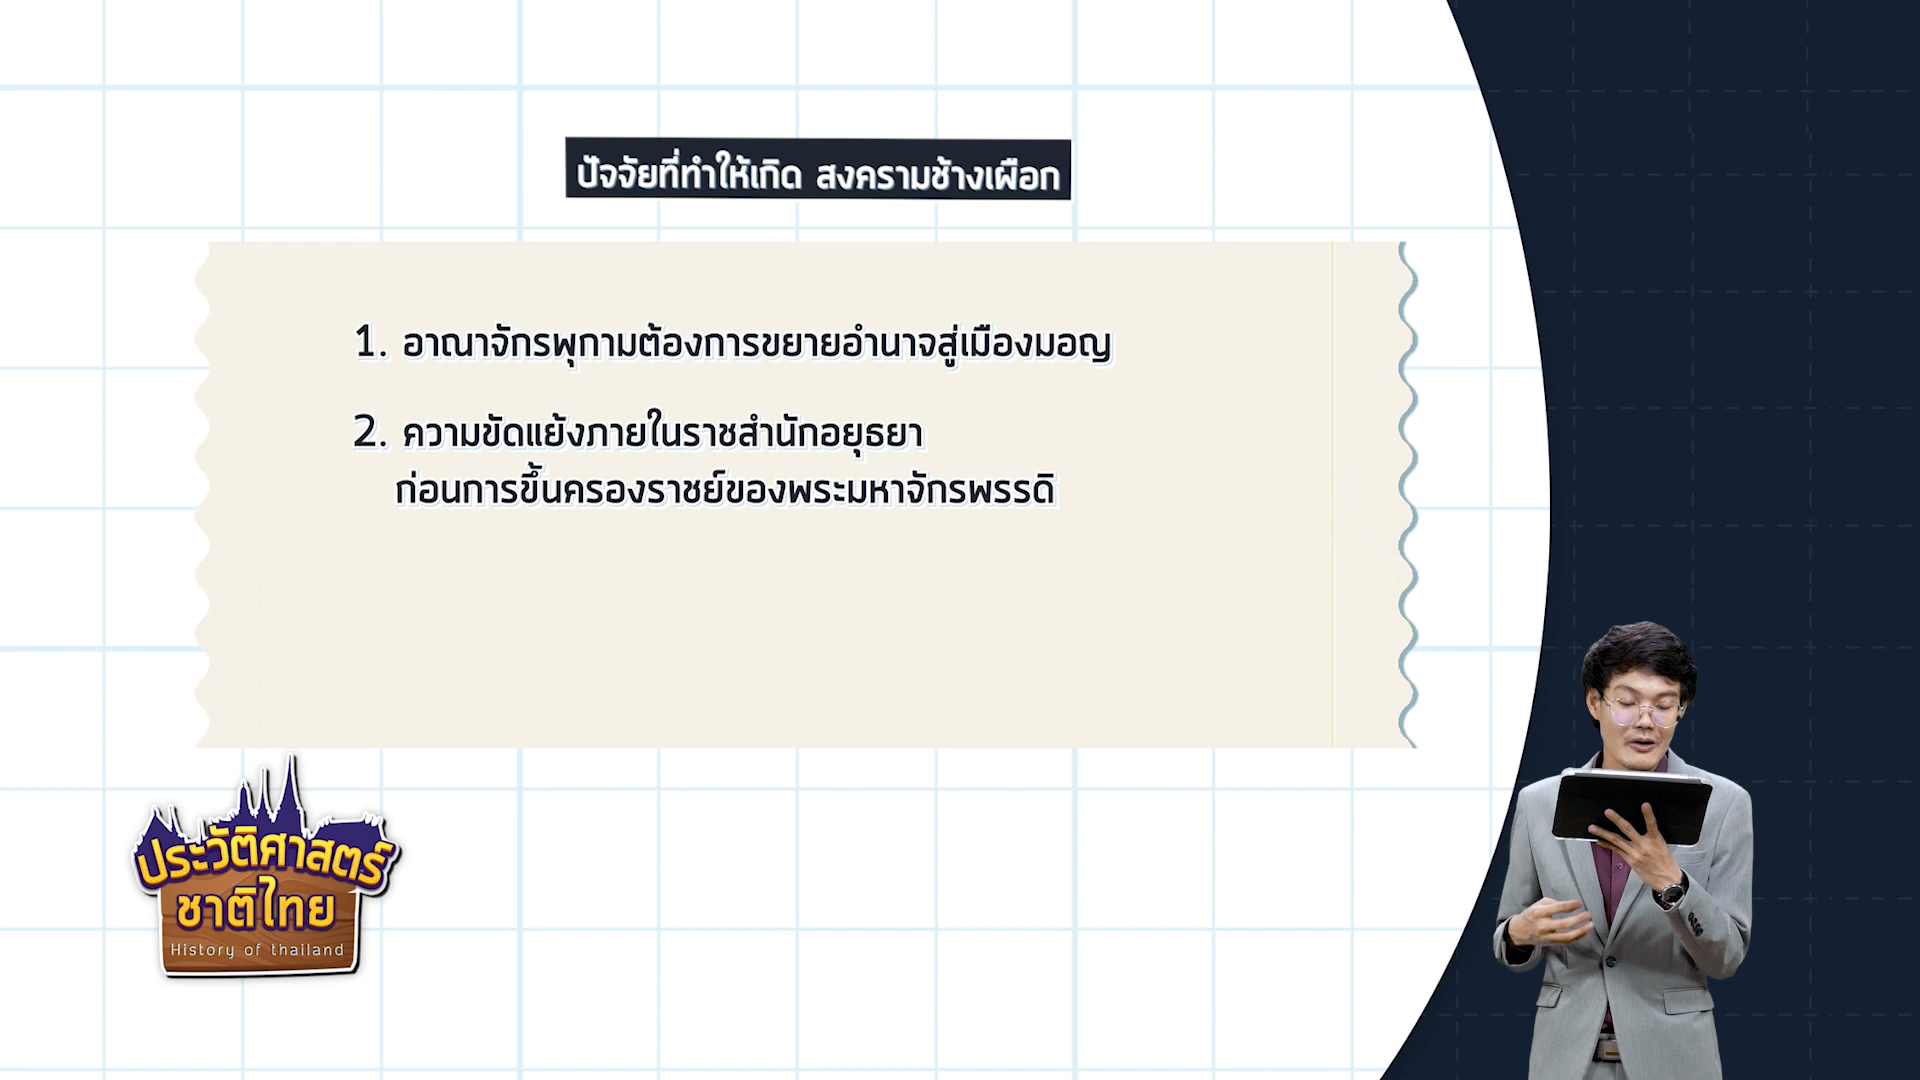 ปัจจัยที่ทำให้เกิด สงครามช้างเผือก
1. อาณาจักรพุกามต้องการขยายอำนาจสู่เมืองมอญ
2. ความขัดแย้งภายในราชสำนักอยุธยา
ก่อนการขึ้นครองราชย์ของพระมหาจักรพรรดิ
ประวัติศาสตร์
ชาติไทย
History of thailand